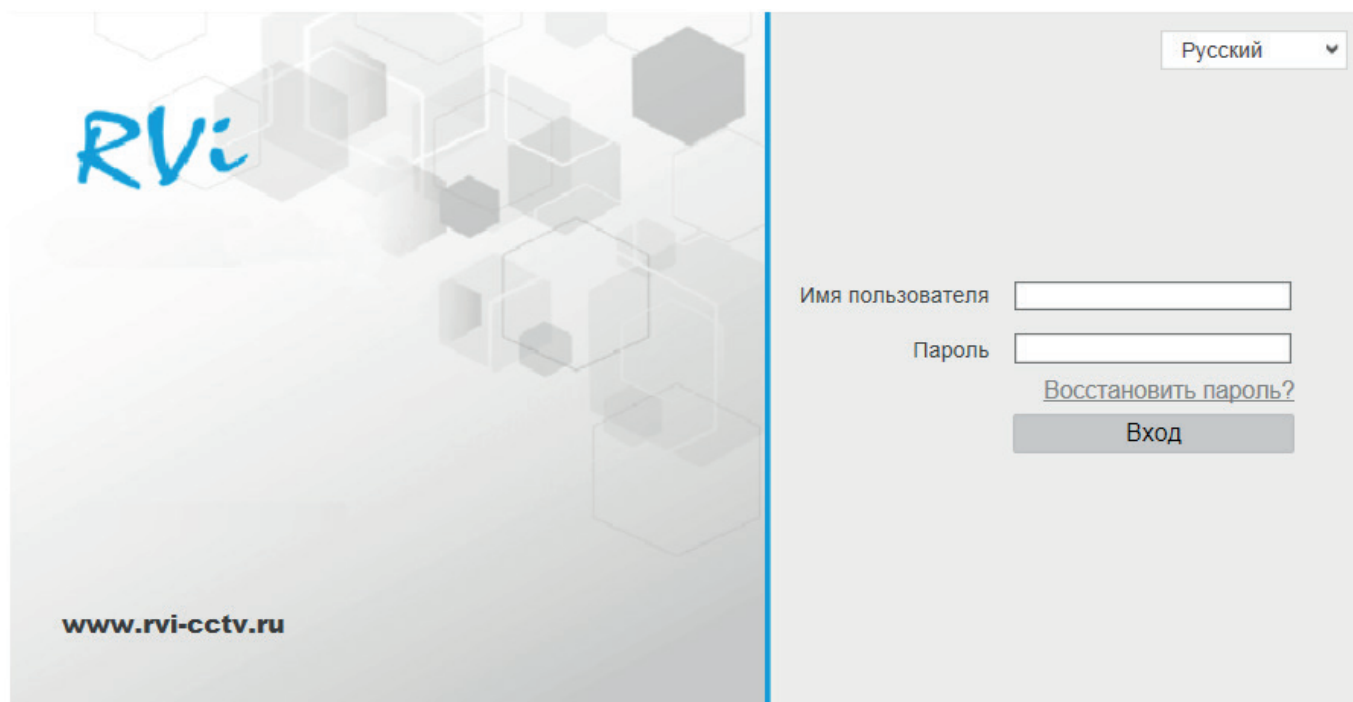 RVi
www.rvi-cctv.ru
Русский
Имя пользователя
Пароль
Восстановить пароль?
Вход